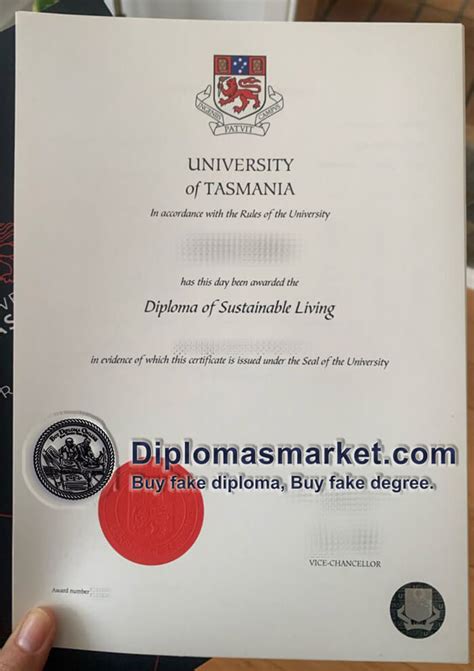 INGENIIS CAMPUS
PATVIT
UNIVERSITY
of TASMANIA
In accordance with the Rules of the University
has this day been awarded the
Diploma of Sustainable Living
in evidence of which this certificate is issued under the Seal of the University
Diplomasmarket.com
Buy fake diploma, Buy fake degree.
VICE-CHANCELLOR
Award number